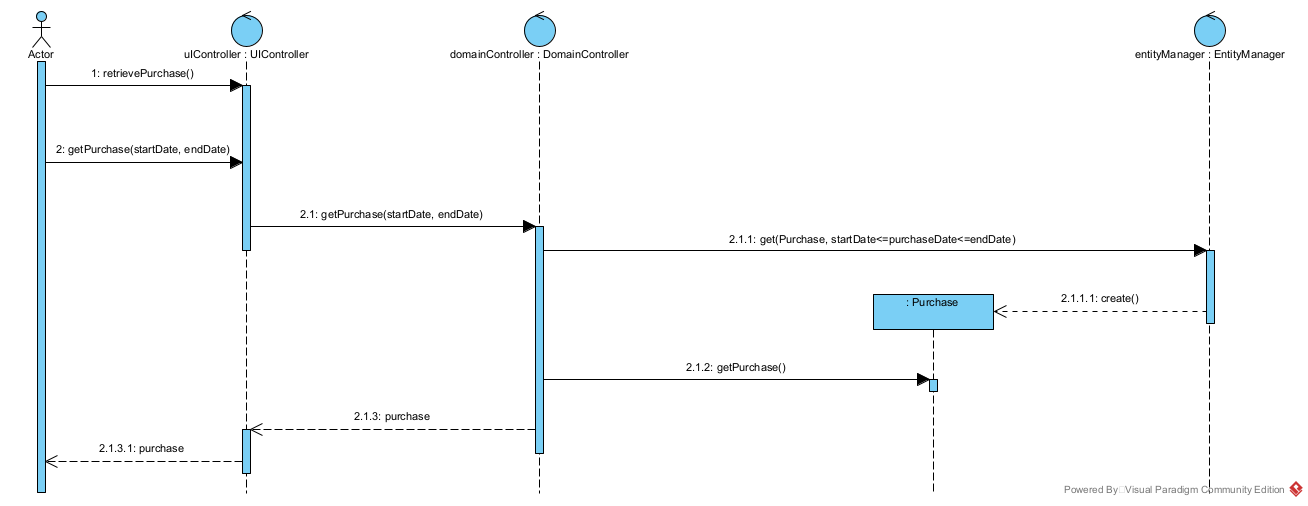 Actor
uIController : UIController
domainController : DomainController
entityManager : EntityManager
1: retrievePurchase()
2: getPurchase(startDate, endDate)
2.1: getPurchase(startDate, endDate)
2.1.1: get(Purchase, startDate<=purchaseDate<=endDate)
: Purchase
2.1.1.1: create()
2.1.2: getPurchase()
2.1.3: purchase
2.1.3.1: purchase
Powered By Visual Paradigm Community Edition